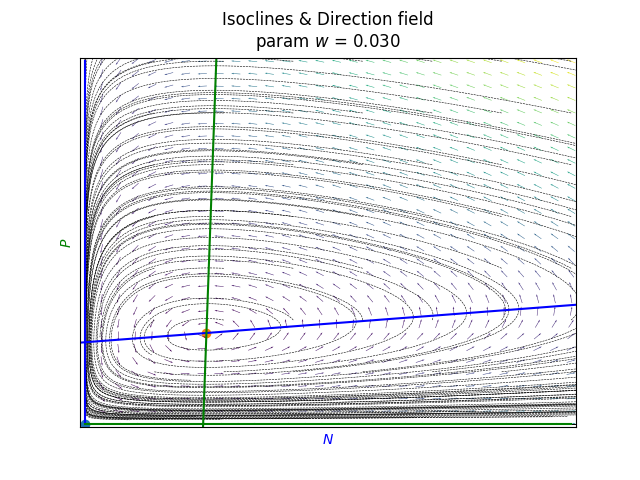 Isoclines & Direction field
param w = 0.030
P
N